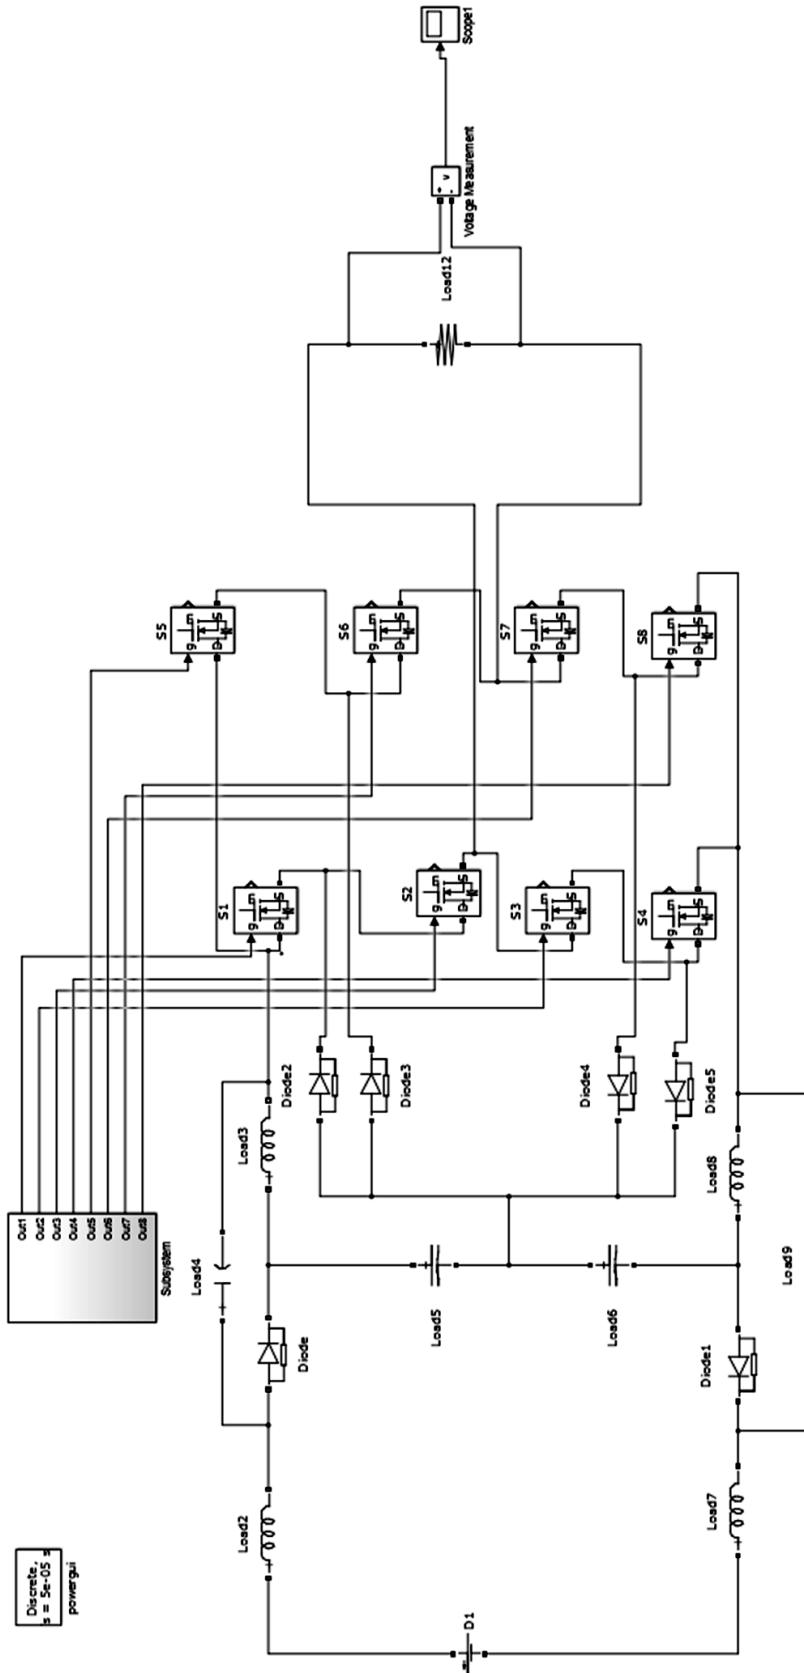 Discrete,
s = 5e-05 s
powergui
Subsystem
Out1
Out2
Out3
Out4
Out5
Out6
Out7
Out8
D1
Load2
Load7
Diode
Diode1
Load4
Load5
Load6
Load9
Load3
Load8
Diode2
Diode3
Diode4
Diode5
S1
g
m
D
S
S2
g
m
D
S
S3
g
m
D
S
S4
g
m
D
S
S5
g
m
D
S
S6
g
m
D
S
S7
g
m
D
S
S8
g
m
D
S
Load12
+
-
v
Voltage Measurement
Scope1